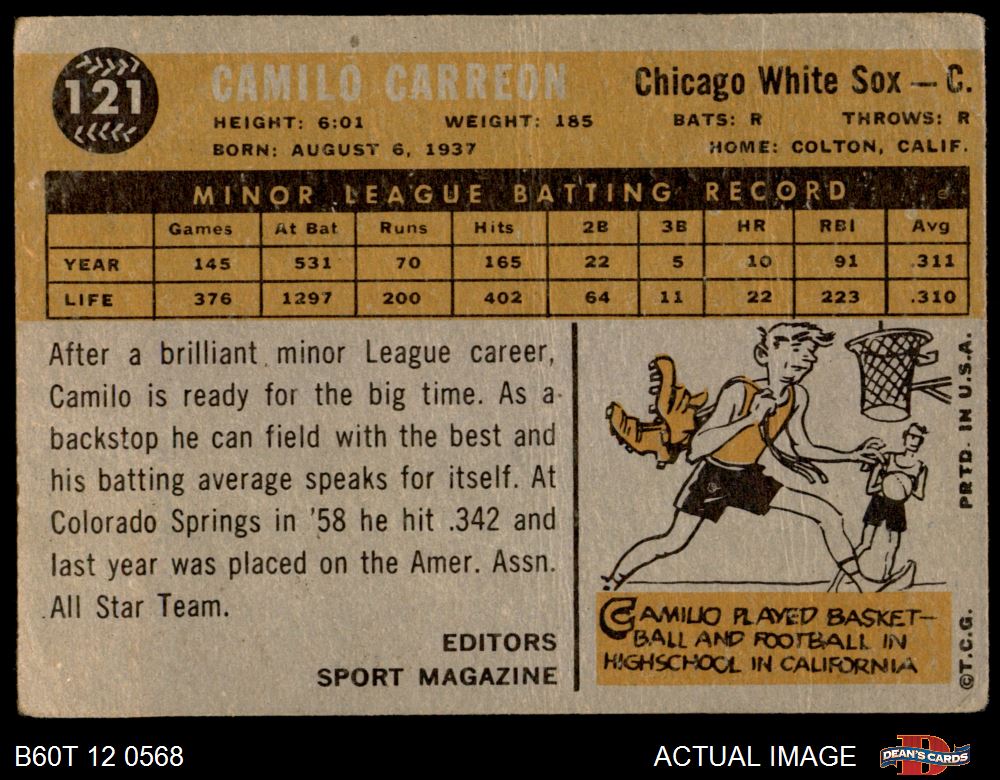 121
CAMILO CARREON
Chicago White Sox — C.
HEIGHT: 6:01 WEIGHT: 185 BATS: R THROWS: R
BORN: AUGUST 6, 1937 HOME: COLTON, CALIF.
MINOR LEAGUE BATTING RECORD
Games At Bat Runs Hits 2B 3B HR RBI Avg
YEAR 145 531 70 165 22 5 10 91 .311
LIFE 376 1297 200 402 64 11 22 223 .310
After a brilliant minor League career,
Camilo is ready for the big time. As a
backstop he can field with the best and
his batting average speaks for itself. At
Colorado Springs in '58 he hit .342 and
last year was placed on the Amer. Assn.
All Star Team.
EDITORS
SPORT MAGAZINE
CAMILIO PLAYED BASKET-
BALL AND FOOTBALL IN
HIGHSCHOOL IN CALIFORNIA
©T.C.G. PRTD. IN U.S.A.
B60T 12 0568
ACTUAL IMAGE
DEAN'S CARDS